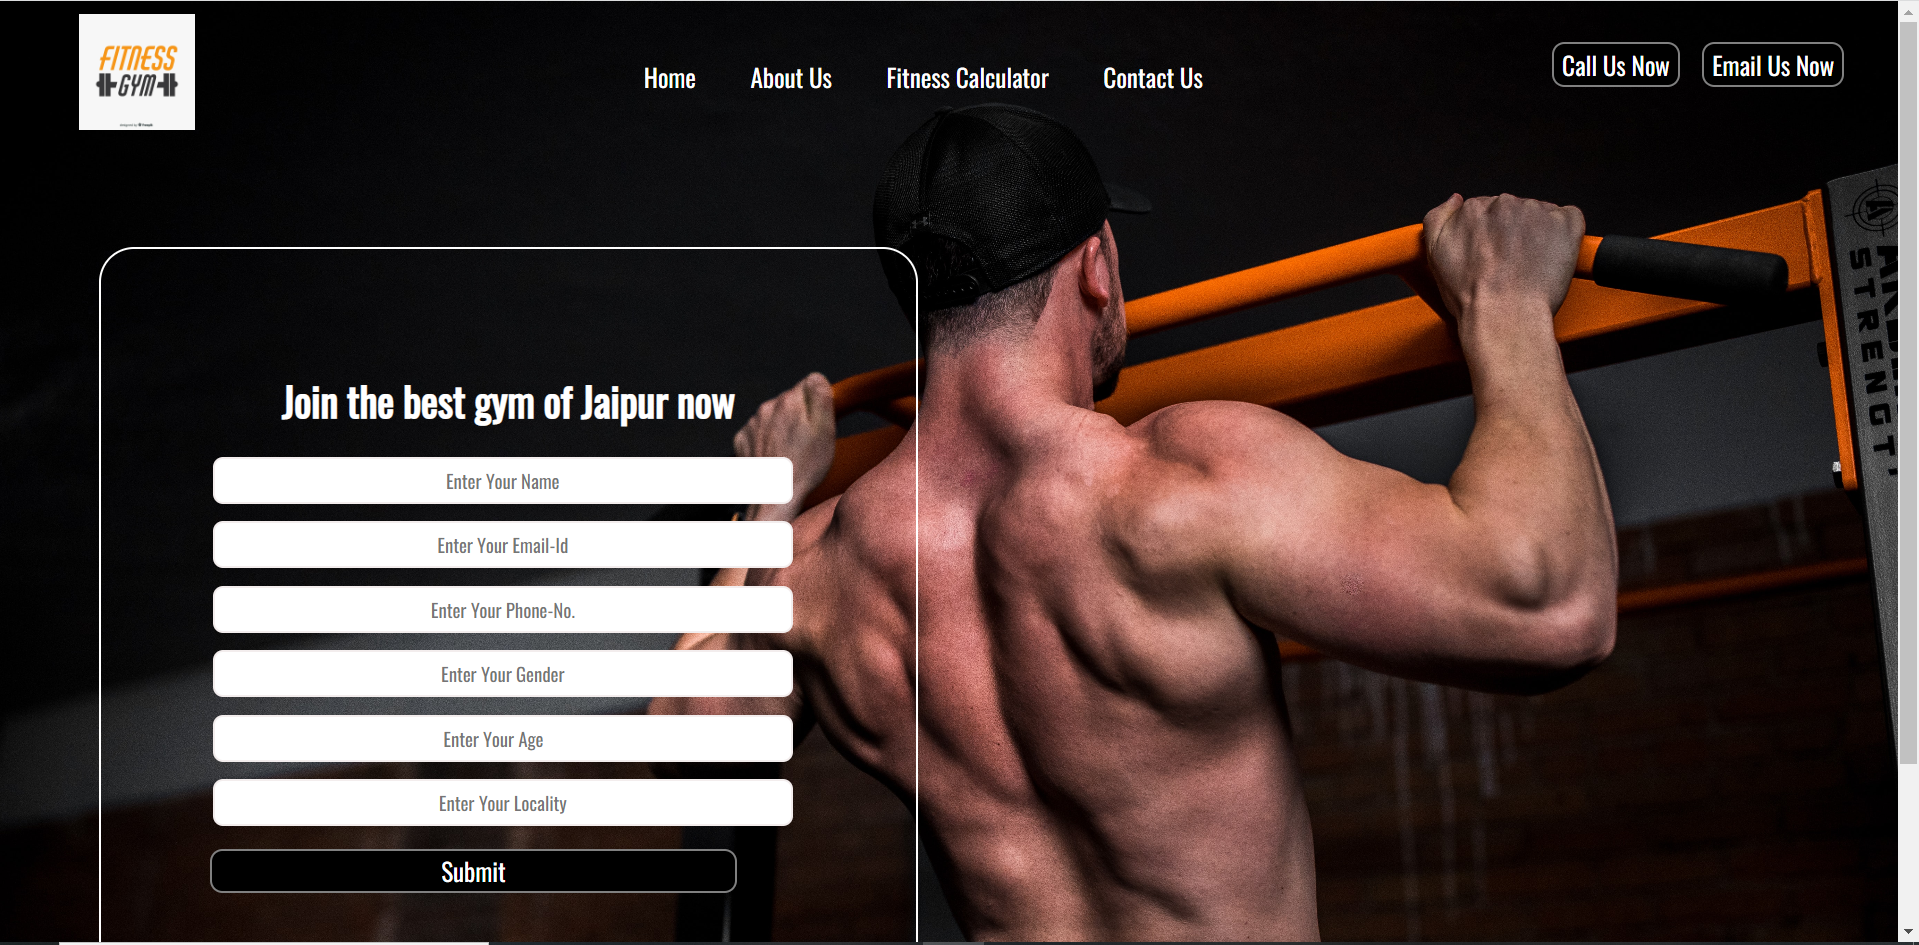 FITNESS
GYM
Home
About Us
Fitness Calculator
Contact Us
Call Us Now
Email Us Now
STRENGT
Join the best gym of Jaipur now
Enter Your Name
Enter Your Email-Id
Enter Your Phone-No.
Enter Your Gender
Enter Your Age
Enter Your Locality
Submit